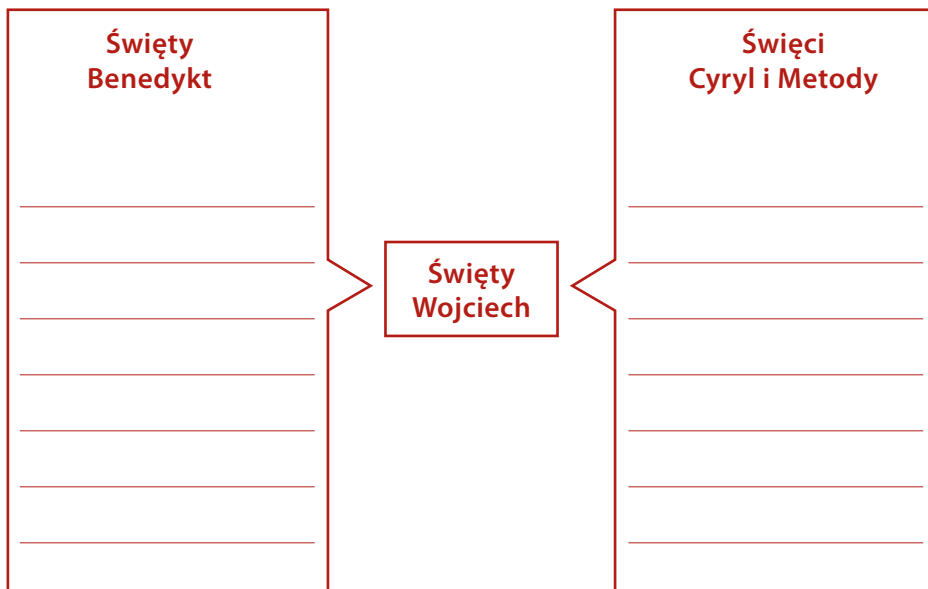 Święty
Benedykt
Święty
Wojciech
Święci
Cyryl i Metody